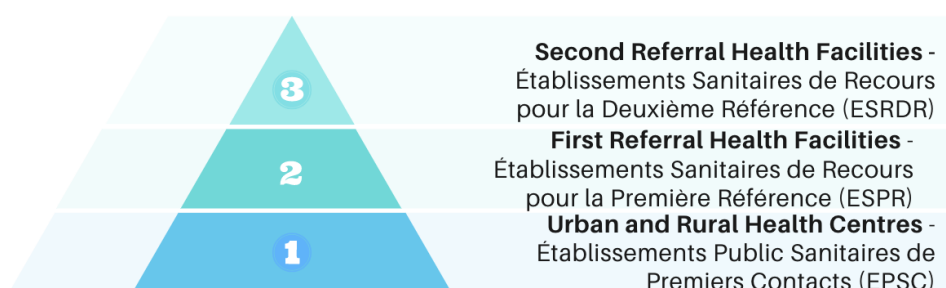 3
Second Referral Health Facilities -
Établissements Sanitaires de Recours
pour la Deuxième Référence (ESRDR)
2
First Referral Health Facilities -
Établissements Sanitaires de Recours
pour la Première Référence (ESPR)
1
Urban and Rural Health Centres -
Établissements Public Sanitaires de
Premiers Contacts (EPSC)